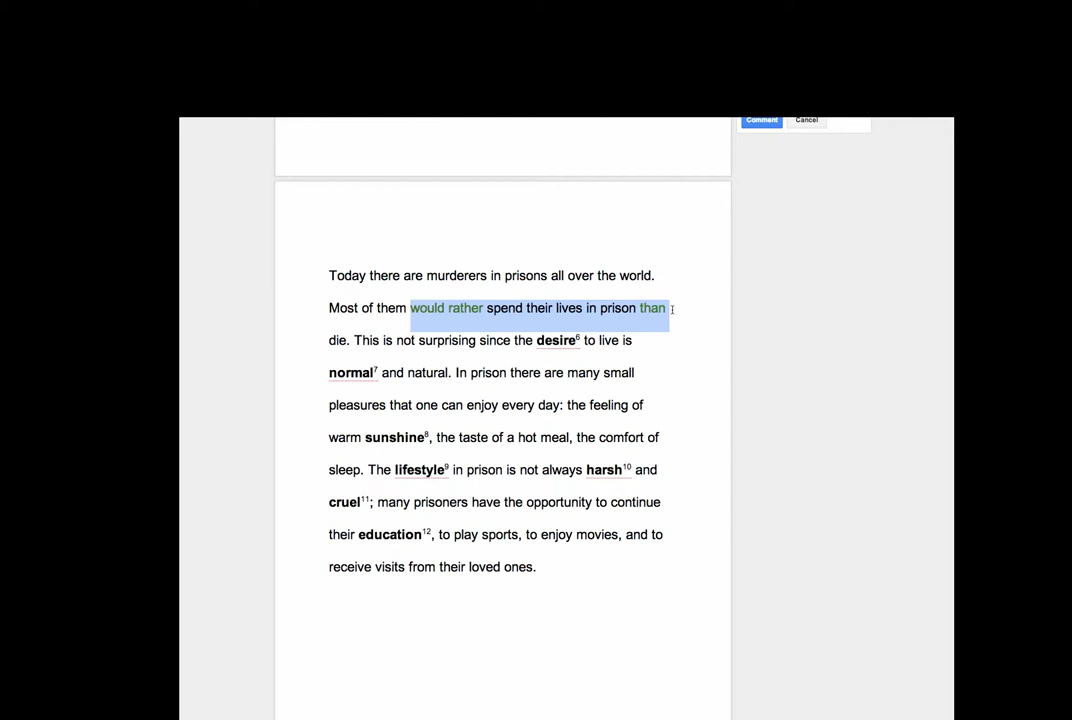 Comment Cancel
Today there are murderers in prisons all over the world.
Most of them would rather spend their lives in prison than
die. This is not surprising since the desire⁶ to live is
normal⁷ and natural. In prison there are many small
pleasures that one can enjoy every day: the feeling of
warm sunshine⁸, the taste of a hot meal, the comfort of
sleep. The lifestyle⁹ in prison is not always harsh¹⁰ and
cruel¹¹; many prisoners have the opportunity to continue
their education¹², to play sports, to enjoy movies, and to
receive visits from their loved ones.